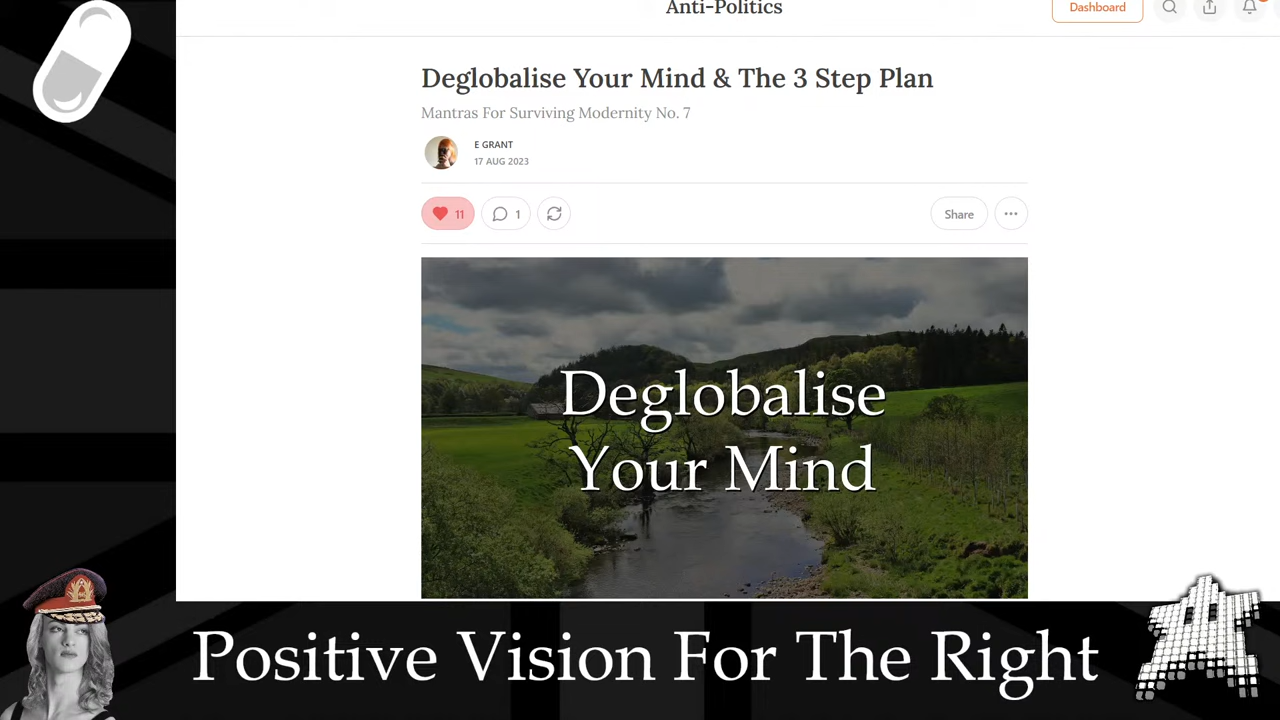 Anti-Politics
Dashboard
Deglobalise Your Mind & The 3 Step Plan
Mantras For Surviving Modernity No. 7
E GRANT
17 AUG 2023
11
1
Share
Deglobalise
Your Mind
Positive Vision For The Right